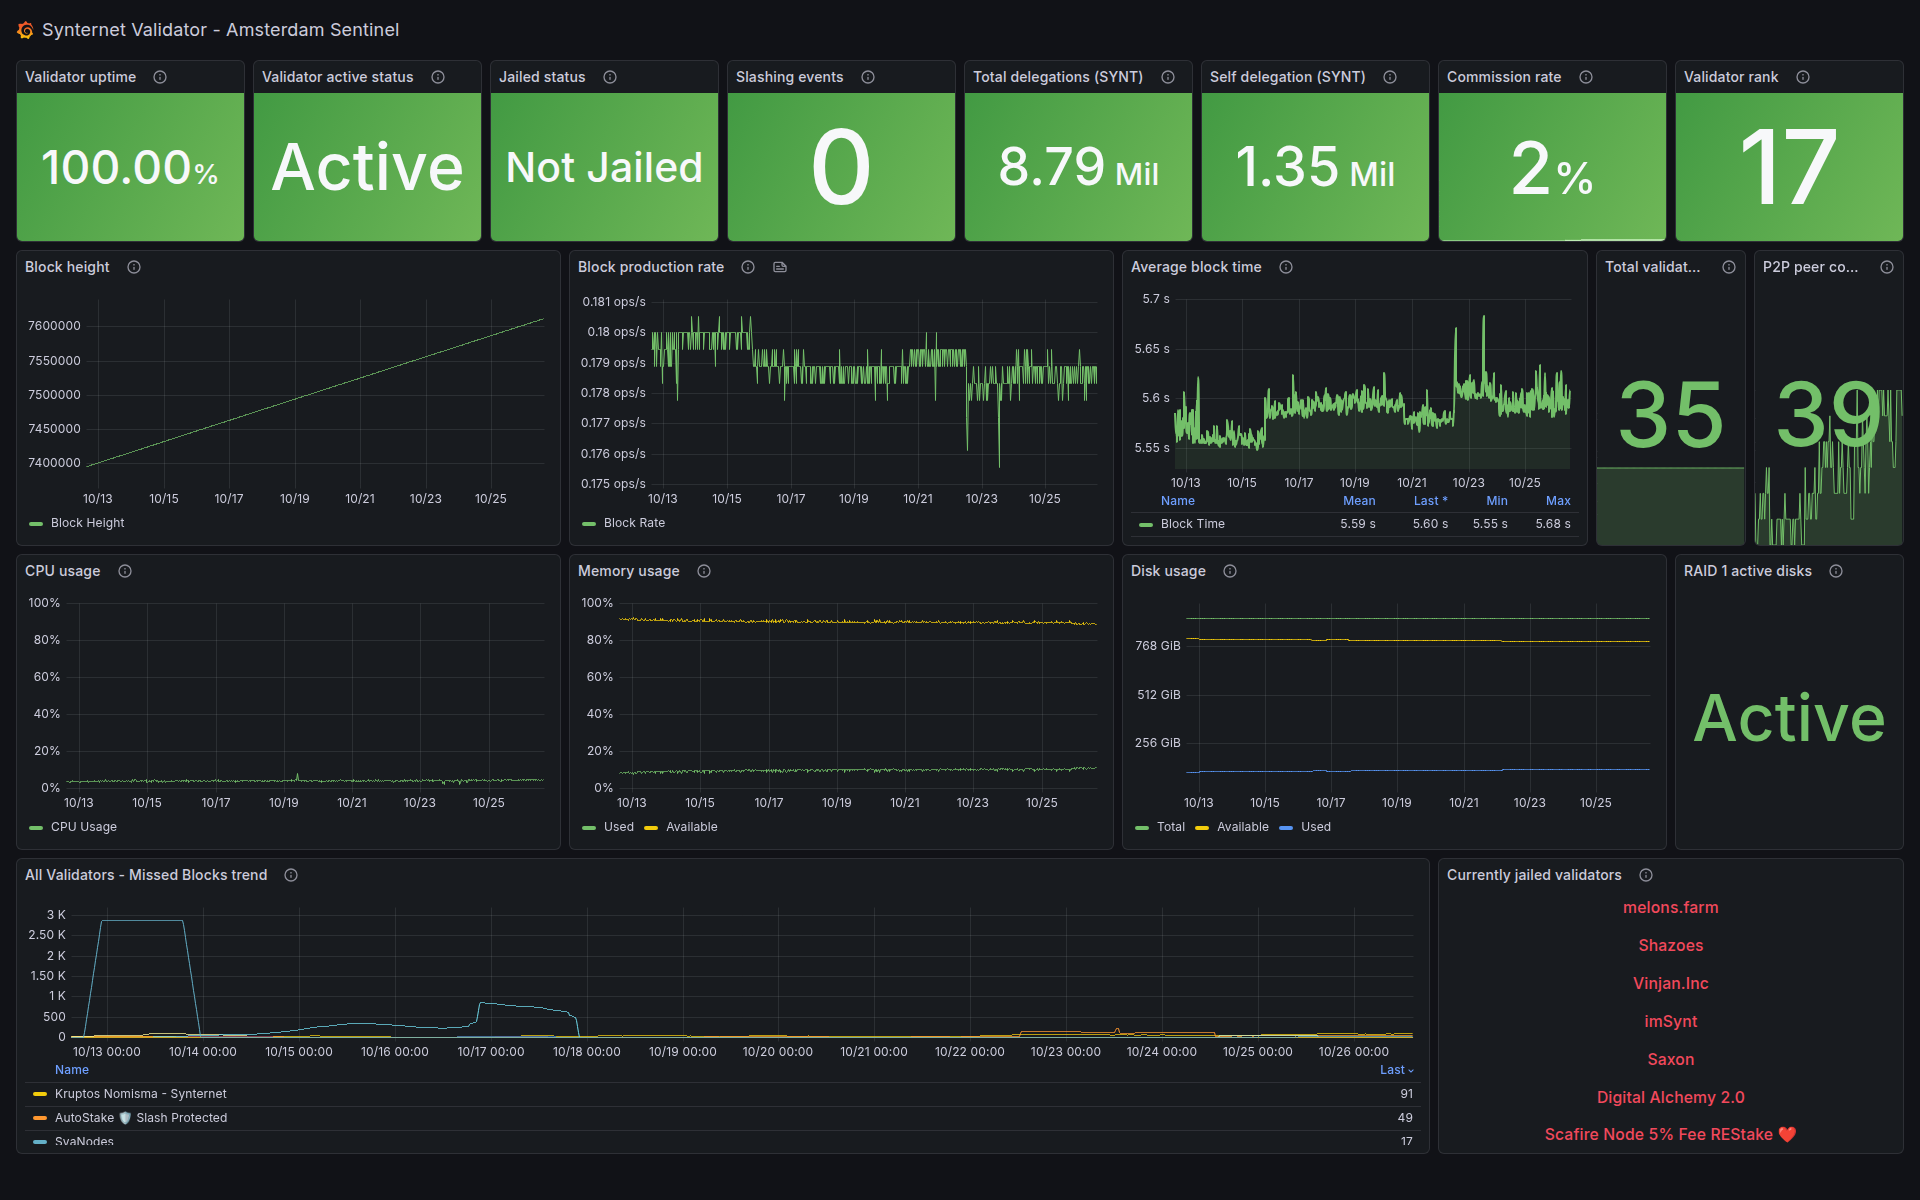 Synternet Validator - Amsterdam Sentinel
Validator uptime
100.00%
Validator active status
Active
Jailed status
Not Jailed
Slashing events
0
Total delegations (SYNT)
8.79 Mil
Self delegation (SYNT)
1.35 Mil
Commission rate
2%
Validator rank
17
Block height
7600000
7550000
7500000
7450000
7400000
10/13 10/15 10/17 10/19 10/21 10/23 10/25
Block Height
Block production rate
0.181 ops/s
0.18 ops/s
0.179 ops/s
0.178 ops/s
0.177 ops/s
0.176 ops/s
0.175 ops/s
10/13 10/15 10/17 10/19 10/21 10/23 10/25
Block Rate
Average block time
5.7 s
5.65 s
5.6 s
5.55 s
10/13 10/15 10/17 10/19 10/21 10/23 10/25
Name Mean Last * Min Max
Block Time 5.59 s 5.60 s 5.55 s 5.68 s
Total validat...
35
P2P peer co...
39
CPU usage
100%
80%
60%
40%
20%
0%
10/13 10/15 10/17 10/19 10/21 10/23 10/25
CPU Usage
Memory usage
100%
80%
60%
40%
20%
0%
10/13 10/15 10/17 10/19 10/21 10/23 10/25
Used Available
Disk usage
768 GiB
512 GiB
256 GiB
10/13 10/15 10/17 10/19 10/21 10/23 10/25
Total Available Used
RAID 1 active disks
Active
All Validators - Missed Blocks trend
3 K
2.50 K
2 K
1.50 K
1 K
500
0
10/13 00:00 10/14 00:00 10/15 00:00 10/16 00:00 10/17 00:00 10/18 00:00 10/19 00:00 10/20 00:00 10/21 00:00 10/22 00:00 10/23 00:00 10/24 00:00 10/25 00:00 10/26 00:00
Name Last
Kruptos Nomisma - Synternet 91
AutoStake 🛡️ Slash Protected 49
SvaNodes 17
Currently jailed validators
melons.farm
Shazoes
Vinjan.Inc
imSynt
Saxon
Digital Alchemy 2.0
Scafire Node 5% Fee REStake ❤️